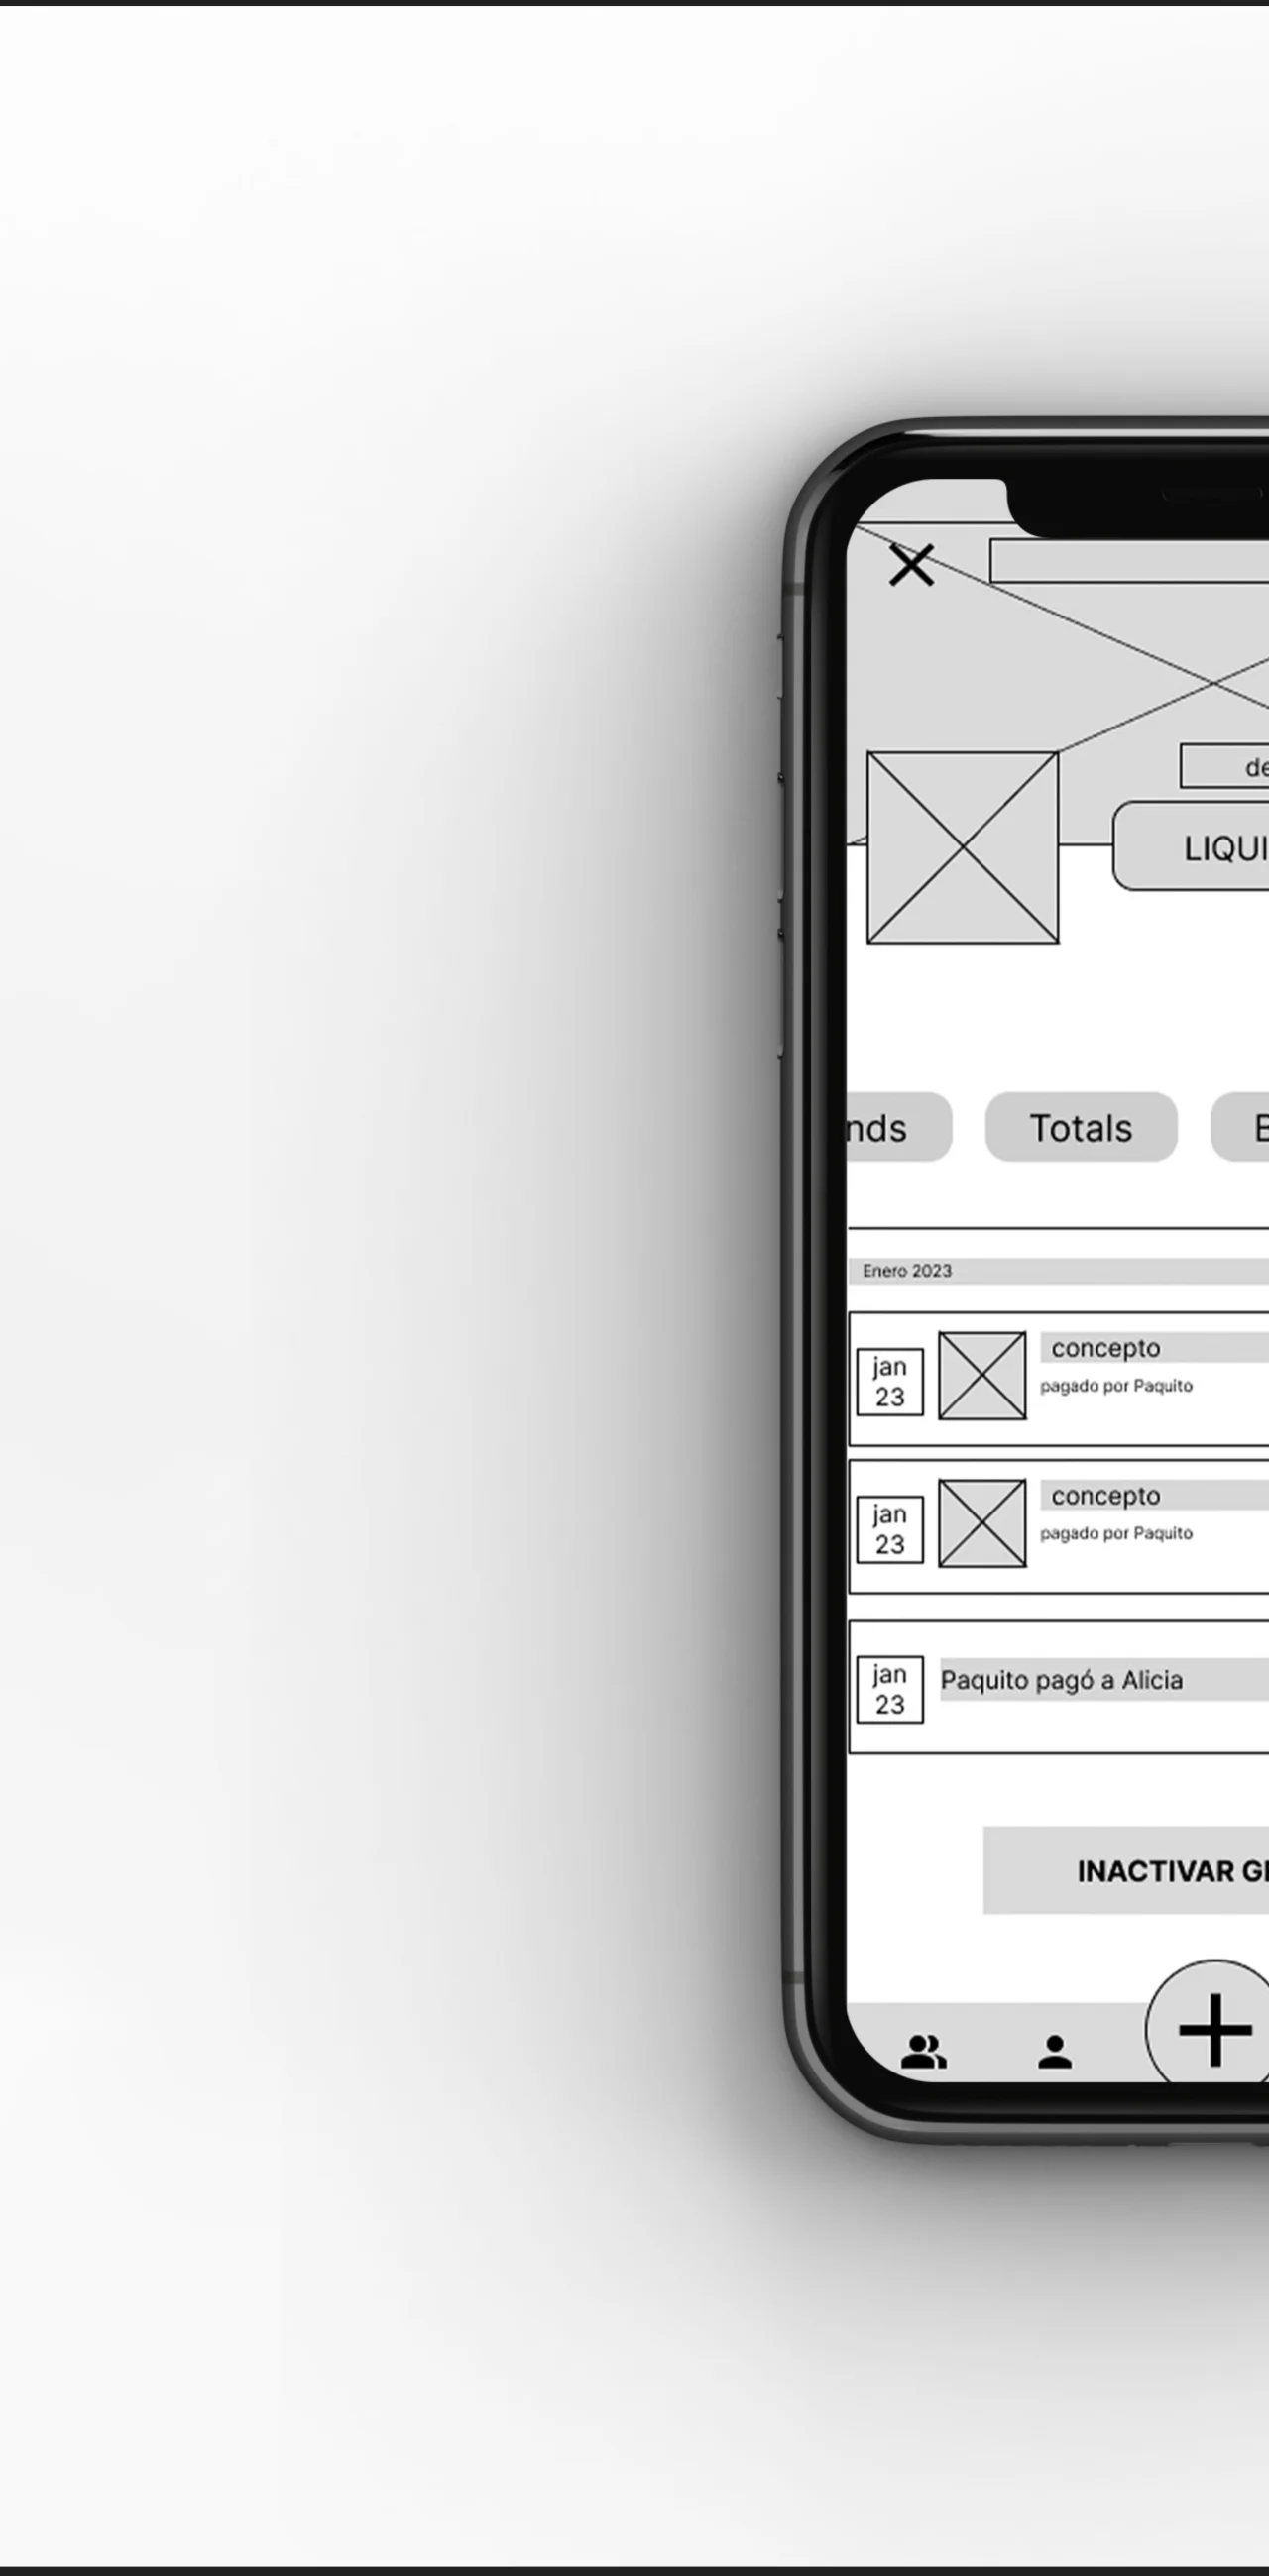 de
LIQUI
nds
Totals
Enero 2023
jan
23
concepto
pagado por Paquito
jan
23
concepto
pagado por Paquito
jan
23
Paquito pagó a Alicia
INACTIVAR